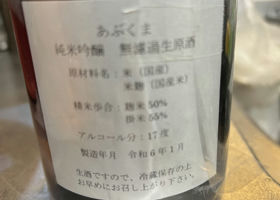 あぶくま
純米吟醸　無濾過生原酒
原材料名：米（国産）
米麹（国産米）
精米歩合：麹米50%
掛米55%
アルコール分：17度
製造年月　令和6年1月
生酒ですので、冷蔵保存の上
お早めにお召し上がり下さい。